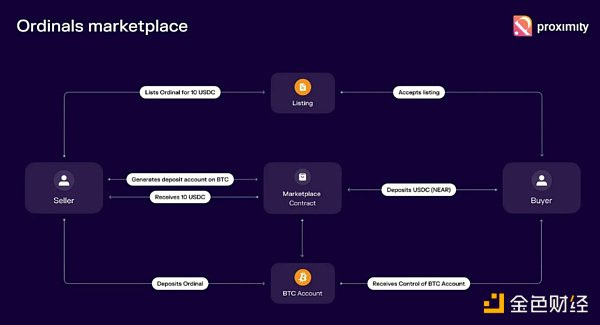 Ordinals marketplace
proximity
Lists Ordinal for 10 USDC
Listing
Accepts listing
Seller
Generates deposit account on BTC
Receives 10 USDC
Marketplace
Contract
Deposits USDC (NEAR)
Buyer
Deposits Ordinal
BTC Account
Receives Control of BTC Account
金色财经